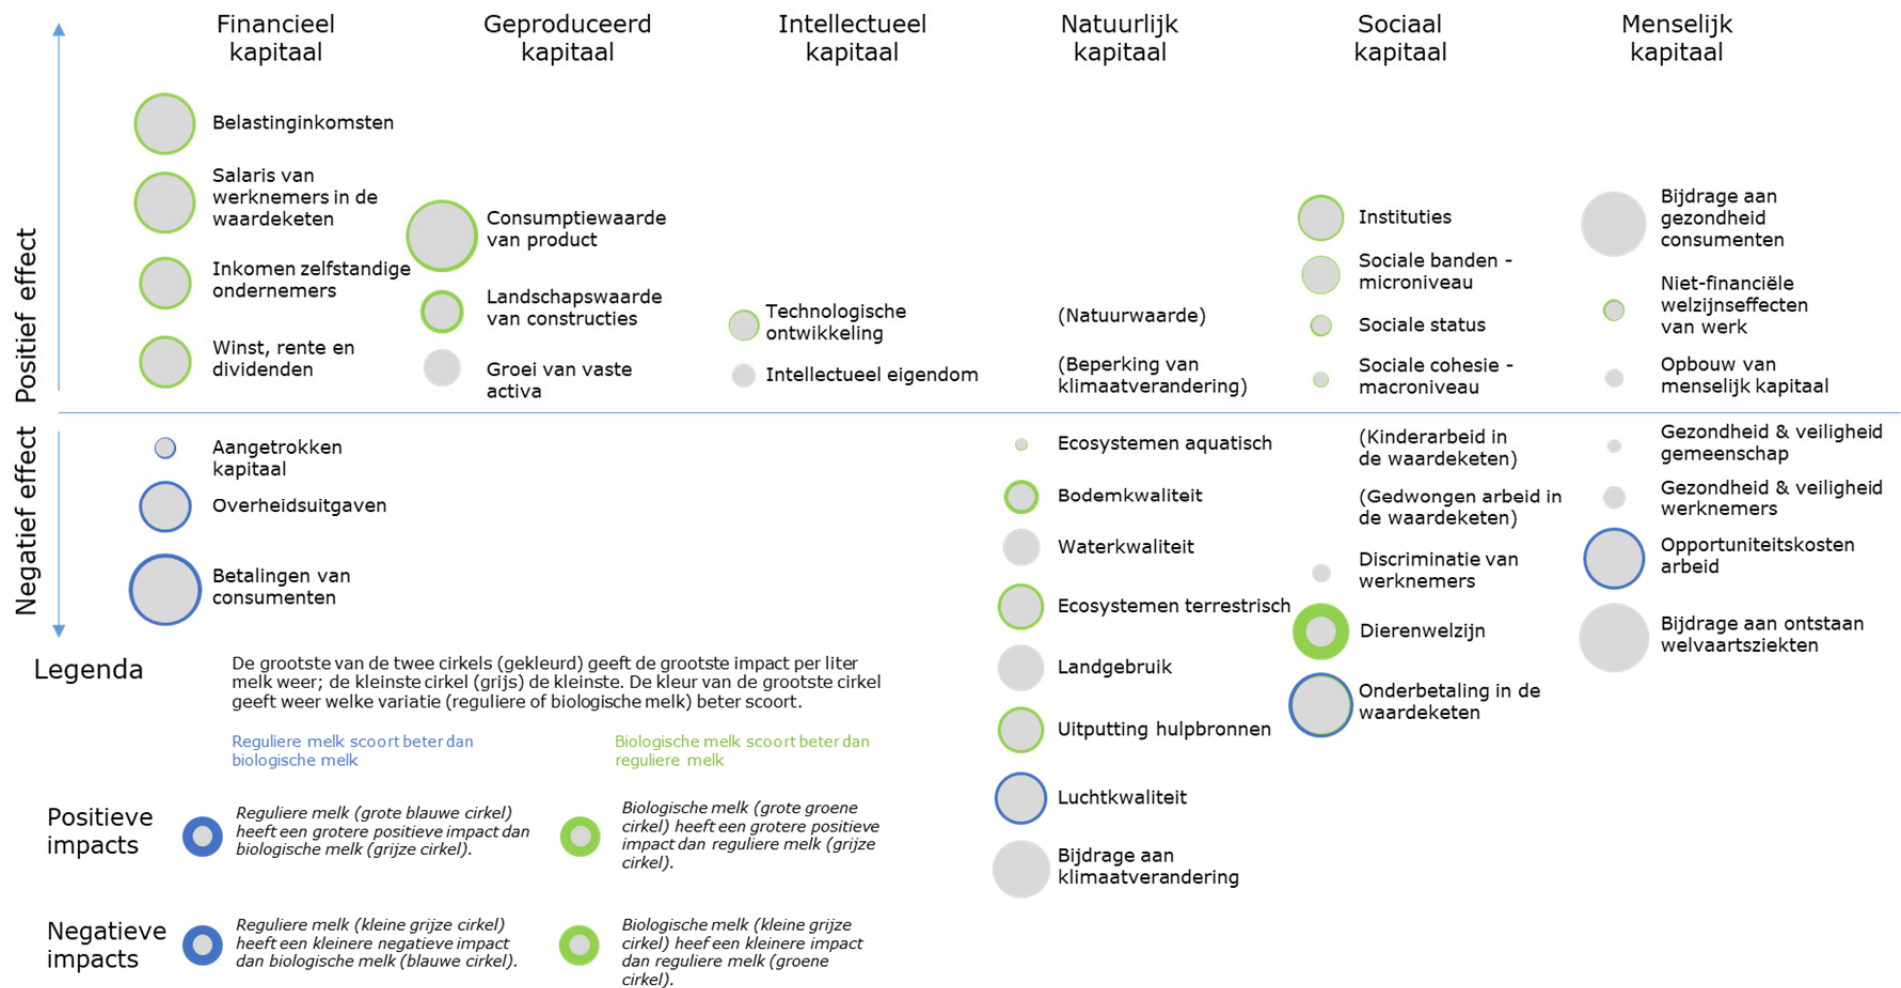 Financieel
kapitaal
Geproduceerd
kapitaal
Intellectueel
kapitaal
Natuurlijk
kapitaal
Sociaal
kapitaal
Menselijk
kapitaal
Positief effect
Belastinginkomsten
Salaris van
werknemers in de
waardeketen
Inkomen zelfstandige
ondernemers
Winst, rente en
dividenden
Consumptiewaarde
van product
Landschapswaarde
van constructies
Groei van vaste
activa
Technologische
ontwikkeling
Intellectueel eigendom
(Natuurwaarde)
(Beperking van
klimaatverandering)
Instituties
Sociale banden -
microniveau
Sociale status
Sociale cohesie -
macroniveau
Bijdrage aan
gezondheid
consumenten
Niet-financiële
welzijnseffecten
van werk
Opbouw van
menselijk kapitaal
Negatief effect
Aangetrokken
kapitaal
Overheidsuitgaven
Betalingen van
consumenten
Ecosystemen aquatisch
Bodemkwaliteit
Waterkwaliteit
Ecosystemen terrestrisch
Landgebruik
Uitputting hulpbronnen
Luchtkwaliteit
Bijdrage aan
klimaatverandering
(Kinderarbeid in
de waardeketen)
(Gedwongen arbeid in
de waardeketen)
Discriminatie van
werknemers
Dierenwelzijn
Onderbetaling in de
waardeketen
Gezondheid & veiligheid
gemeenschap
Gezondheid & veiligheid
werknemers
Opportuniteitskosten
arbeid
Bijdrage aan ontstaan
welvaartsziekten
Legenda
De grootste van de twee cirkels (gekleurd) geeft de grootste impact per liter
melk weer; de kleinste cirkel (grijs) de kleinste. De kleur van de grootste cirkel
geeft weer welke variatie (reguliere of biologische melk) beter scoort.
Reguliere melk scoort beter dan
biologische melk
Biologische melk scoort beter dan
reguliere melk
Positieve
impacts
Reguliere melk (grote blauwe cirkel)
heeft een grotere positieve impact dan
biologische melk (grijze cirkel).
Biologische melk (grote groene
cirkel) heeft een grotere positieve
impact dan reguliere melk (grijze
cirkel).
Negatieve
impacts
Reguliere melk (kleine grijze cirkel)
heeft een kleinere negatieve impact
dan biologische melk (blauwe cirkel).
Biologische melk (kleine grijze
cirkel) heef een kleinere impact
dan reguliere melk (groene
cirkel).